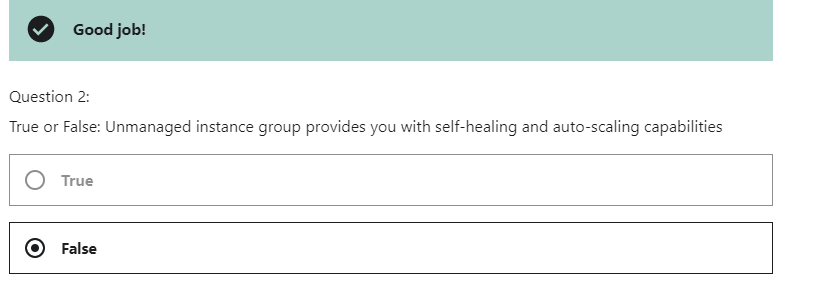 Good job!
Question 2:
True or False: Unmanaged instance group provides you with self-healing and auto-scaling capabilities
True
False